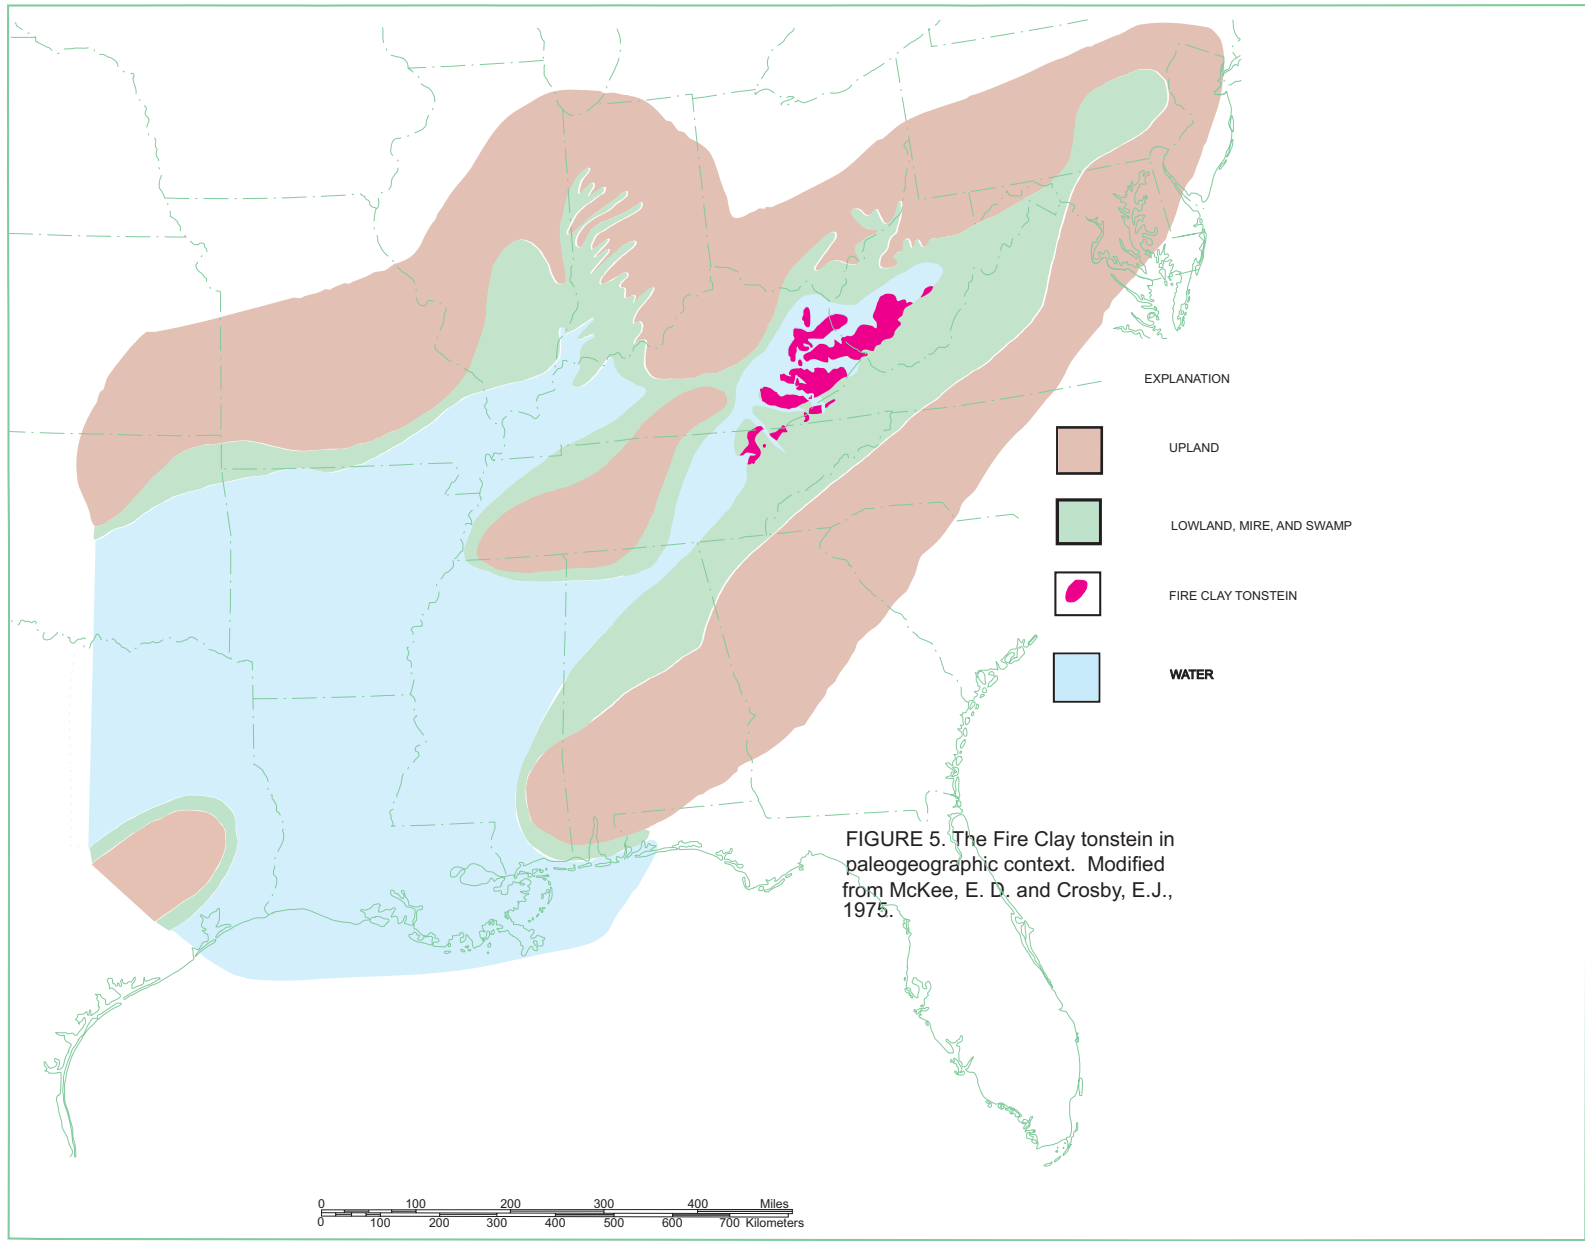 EXPLANATION
UPLAND
LOWLAND, MIRE, AND SWAMP
FIRE CLAY TONSTEIN
WATER
FIGURE 5. The Fire Clay tonstein in
paleogeographic context. Modified
from McKee, E. D. and Crosby, E.J.,
1975.
0 100 200 300 400 Miles
0 100 200 300 400 500 600 700 Kilometers